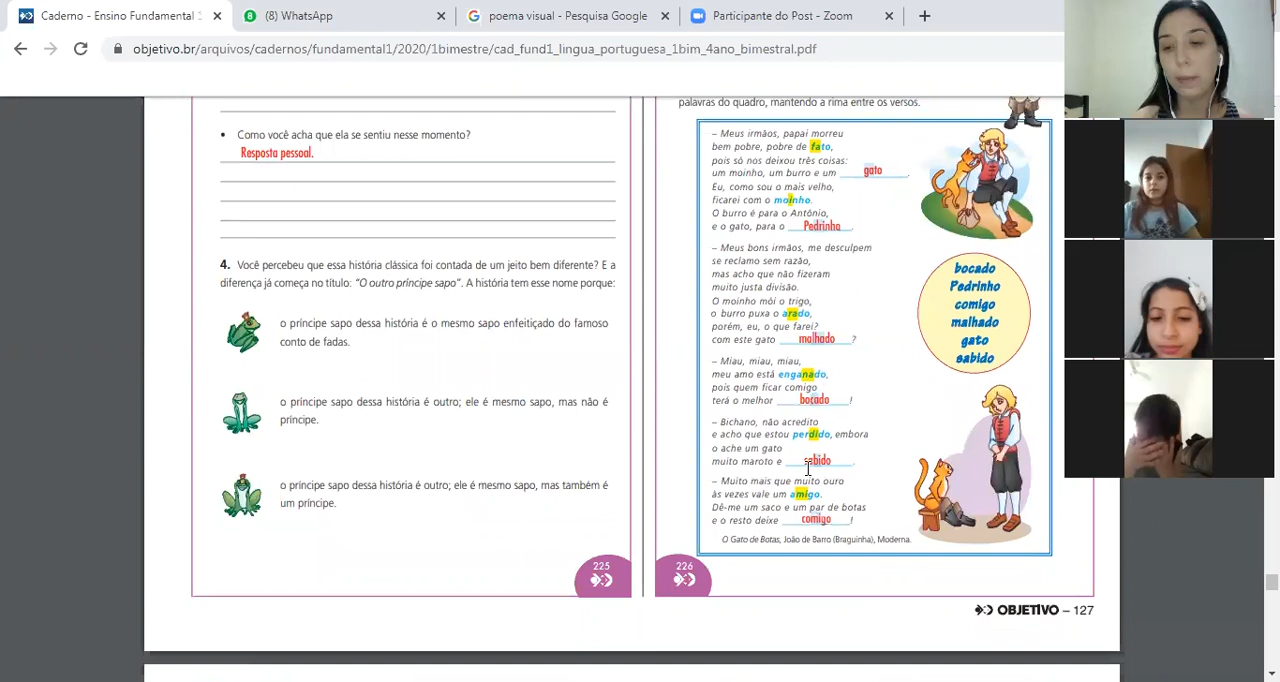 Caderno - Ensino Fundamental
(8) WhatsApp
poema visual - Pesquisa Google
Participante do Post - Zoom
objetivo.br/arquivos/cadernos/fundamental1/2020/1bimestre/cad_fund1_lingua_portuguesa_1bim_4ano_bimestral.pdf
• Como você acha que ela se sentiu nesse momento?
Resposta pessoal.
4. Você percebeu que essa história clássica foi contada de um jeito bem diferente? E a
diferença já começa no título: "O outro príncipe sapo". A história tem esse nome porque:
o príncipe sapo dessa história é o mesmo sapo enfeitiçado do famoso
conto de fadas.
o príncipe sapo dessa história é outro; ele é mesmo sapo, mas não é
príncipe.
o príncipe sapo dessa história é outro; ele é mesmo sapo, mas também é
um príncipe.
225
palavras do quadro, mantendo a rima entre os versos.
– Meus irmãos, papai morreu
bem pobre, pobre de fato,
pois só nos deixou três coisas:
um moinho, um burro e um gato.
Eu, como sou o mais velho,
ficarei com o moinho.
O burro é para o Antônio,
e o gato, para o Pedrinho.
– Meus bons irmãos, me desculpem
se reclamo sem razão,
mas acho que não fizeram
muito justa divisão.
O moinho mói o trigo,
o burro puxa o arado,
porém, eu, o que farei?
com este gato malhado?
– Miau, miau, miau,
meu amo está enganado,
pois quem ficar comigo
terá o melhor bocado!
– Bichano, não acredito
e acho que estou perdido, embora
o ache um gato
muito maroto e sabido.
– Muito mais que muito ouro
às vezes vale um amigo.
Dê-me um saco e um par de botas
e o resto deixe comigo!
O Gato de Botas, João de Barro (Braguinha), Moderna.
bocado
Pedrinho
comigo
malhado
gato
sabido
226
OBJETIVO – 127